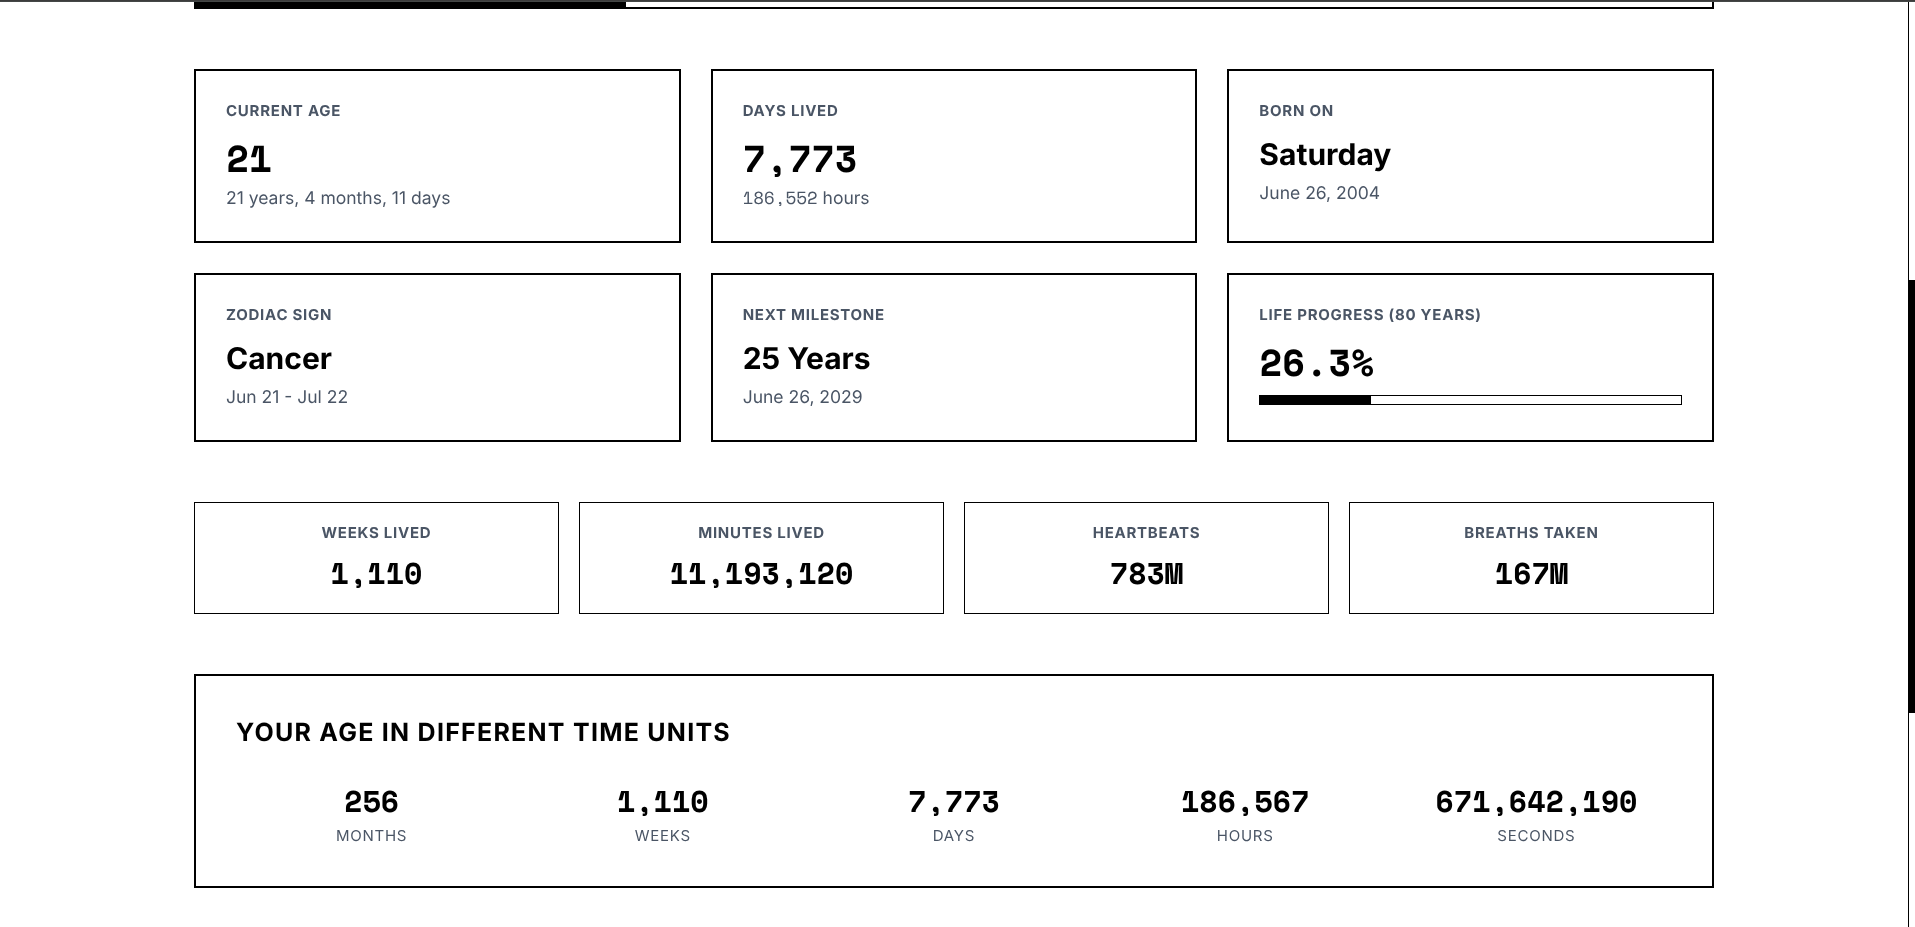 CURRENT AGE
21
21 years, 4 months, 11 days
DAYS LIVED
7,773
186,552 hours
BORN ON
Saturday
June 26, 2004
ZODIAC SIGN
Cancer
Jun 21 - Jul 22
NEXT MILESTONE
25 Years
June 26, 2029
LIFE PROGRESS (80 YEARS)
26.3%
WEEKS LIVED
1,110
MINUTES LIVED
11,193,120
HEARTBEATS
783M
BREATHS TAKEN
167M
YOUR AGE IN DIFFERENT TIME UNITS
256
MONTHS
1,110
WEEKS
7,773
DAYS
186,567
HOURS
671,642,190
SECONDS